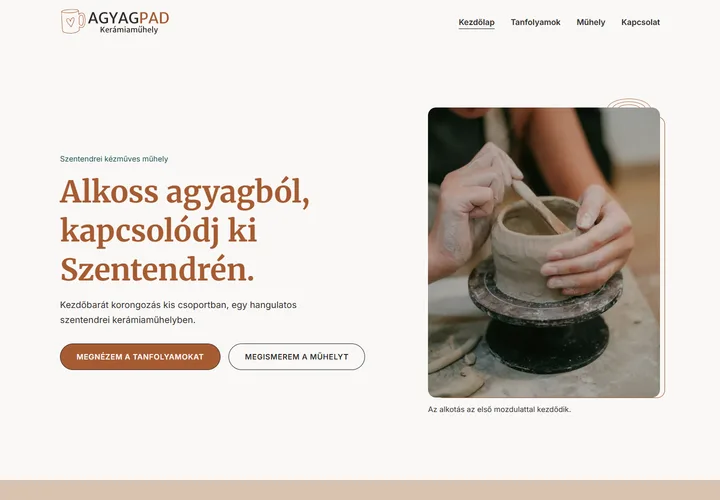 AGYAGPAD
Kerámiaműhely
Kezdőlap
Tanfolyamok
Műhely
Kapcsolat
Szentendrei kézműves műhely
Alkoss agyagból,
kapcsolódj ki
Szentendrén.
Kezdőbarát korongozás kis csoportban, egy hangulatos
szentendrei kerámiaműhelyben.
MEGNÉZEM A TANFOLYAMOKAT
MEGISMEREM A MŰHELYT
Az alkotás az első mozdulattal kezdődik.